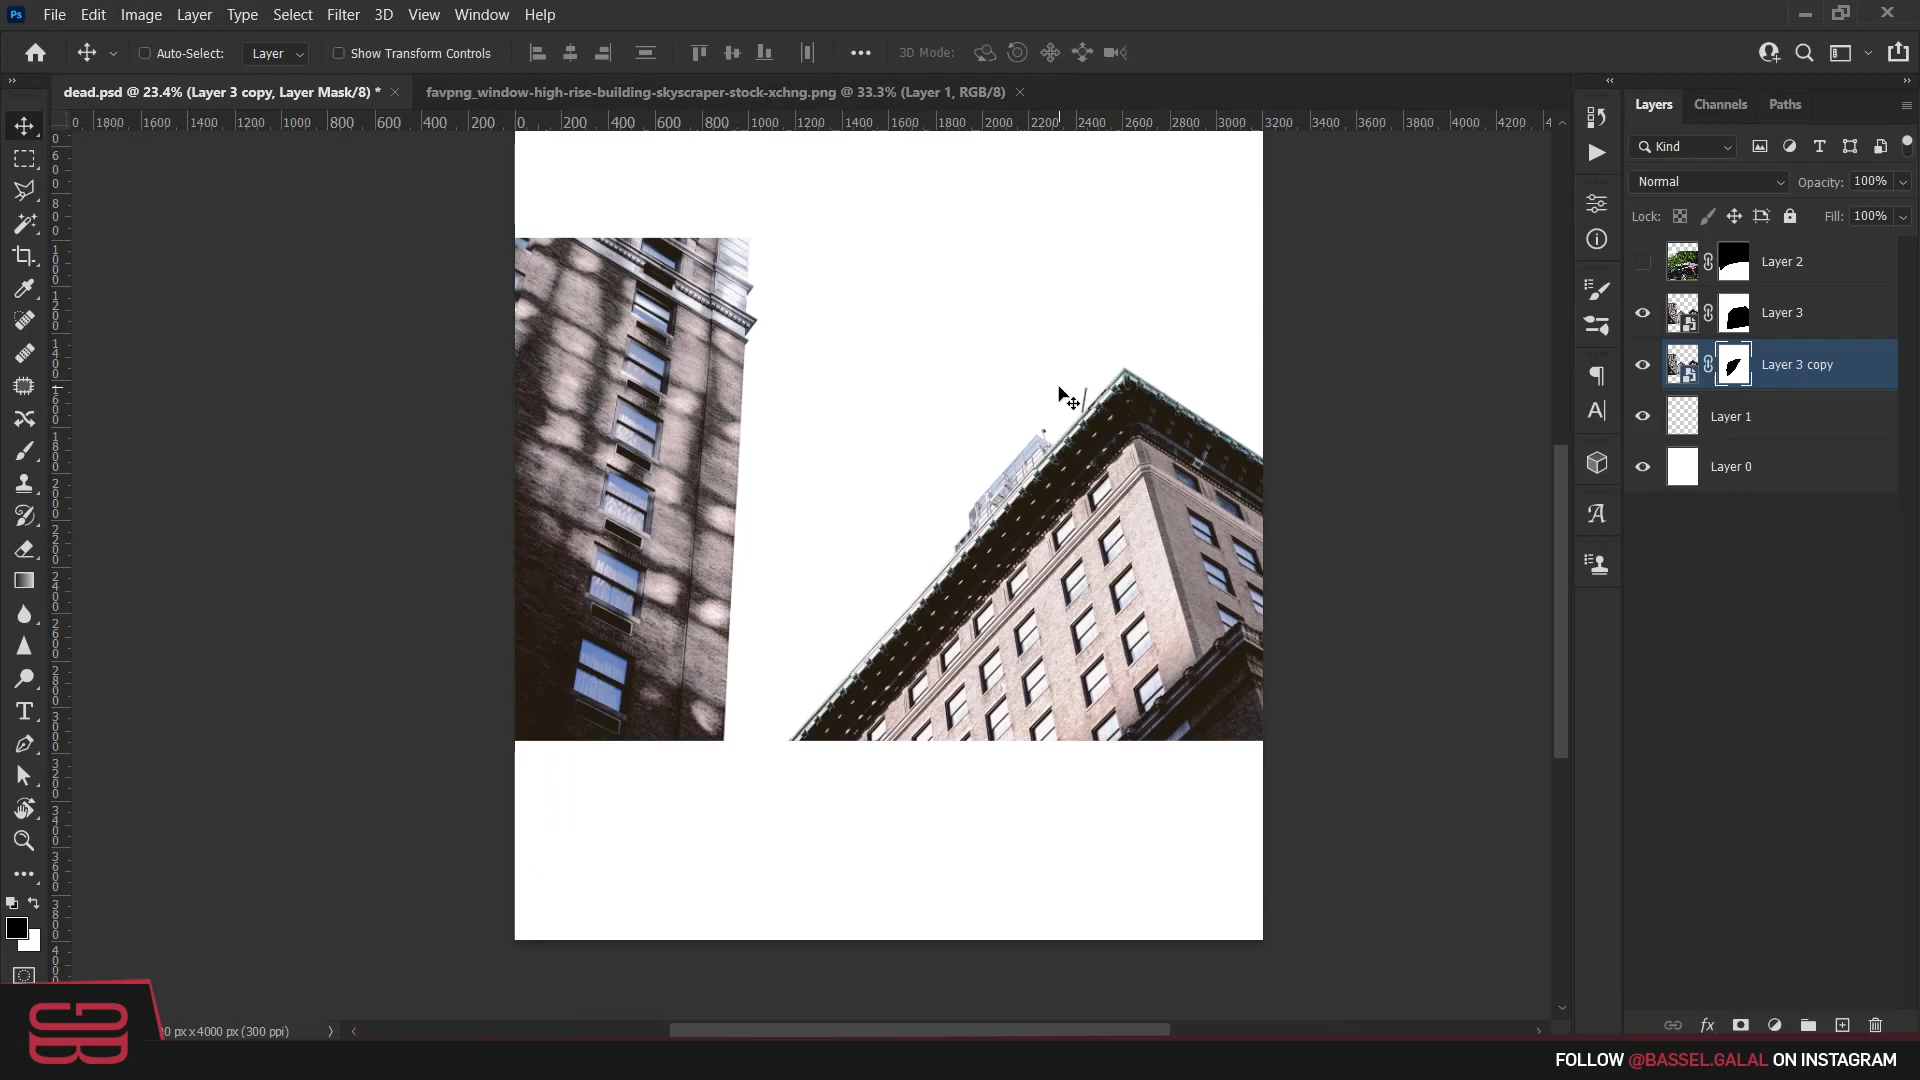 Ps File Edit Image Layer Type Select Filter 3D View Window Help
Auto-Select: Layer Show Transform Controls 3D Mode:
dead.psd @ 23.4% (Layer 3 copy, Layer Mask/8) * favpng_window-high-rise-building-skyscraper-stock-xchng.png @ 33.3% (Layer 1, RGB/8)
Layers Channels Paths
0 1800 1600 1400 1200 1000 800 600 400 200 0 200 400 600 800 1000 1200 1400 1600 1800 2000 2200 2400 2600 2800 3000 3200 3400 3600 3800 4000 4200
Kind
Normal Opacity: 100%
Lock: Fill: 100%
Layer 2
Layer 3
Layer 3 copy
Layer 1
Layer 0
px x 4000 px (300 ppi)
FOLLOW @BASSEL.GALAL ON INSTAGRAM